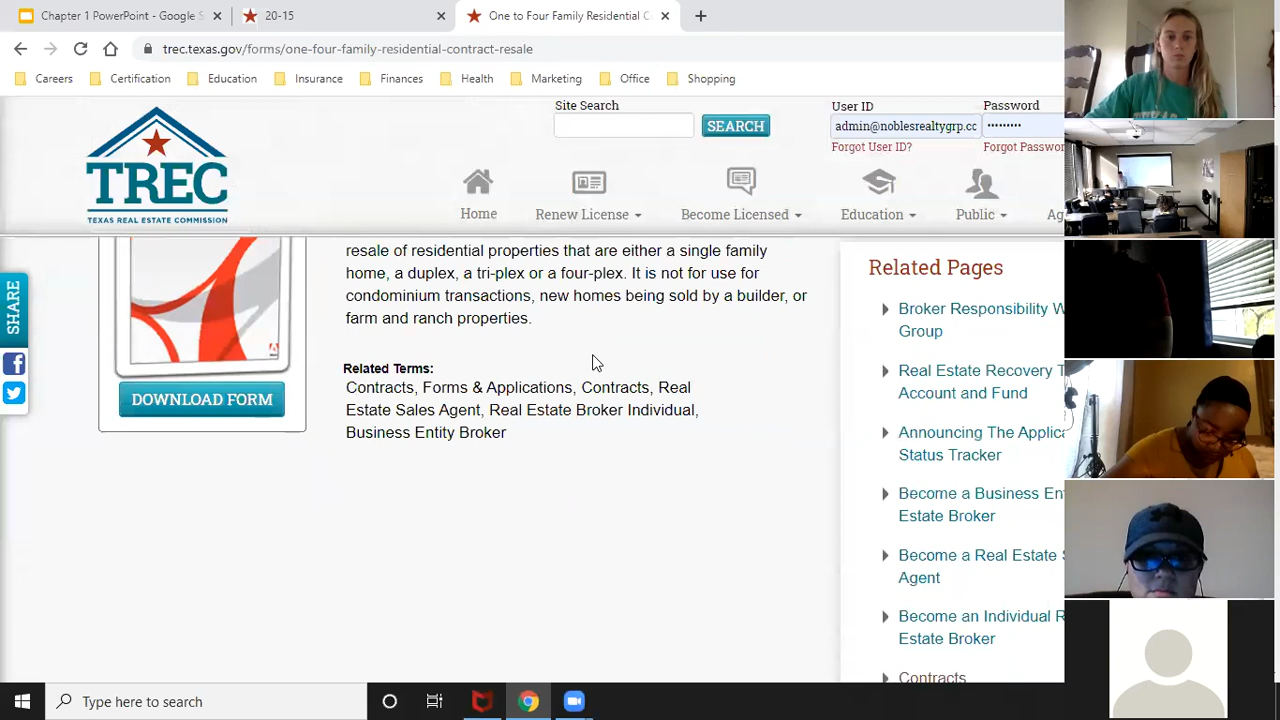 Chapter 1 PowerPoint - Google S
20-15
One to Four Family Residential C
trec.texas.gov/forms/one-four-family-residential-contract-resale
Careers
Certification
Education
Insurance
Finances
Health
Marketing
Office
Shopping
TREC
TEXAS REAL ESTATE COMMISSION
Site Search
SEARCH
User ID
Password
admin@noblesrealtygrp.cc
•••••••••
Forgot User ID?
Forgot Passwor
Home
Renew License
Become Licensed
Education
Public
Ag
SHARE
DOWNLOAD FORM
resale of residential properties that are either a single family
home, a duplex, a tri-plex or a four-plex. It is not for use for
condominium transactions, new homes being sold by a builder, or
farm and ranch properties.
Related Terms:
Contracts, Forms & Applications, Contracts, Real
Estate Sales Agent, Real Estate Broker Individual,
Business Entity Broker
Related Pages
Broker Responsibility W
Group
Real Estate Recovery T
Account and Fund
Announcing The Applica
Status Tracker
Become a Business En
Estate Broker
Become a Real Estate S
Agent
Become an Individual R
Estate Broker
Contracts
Type here to search